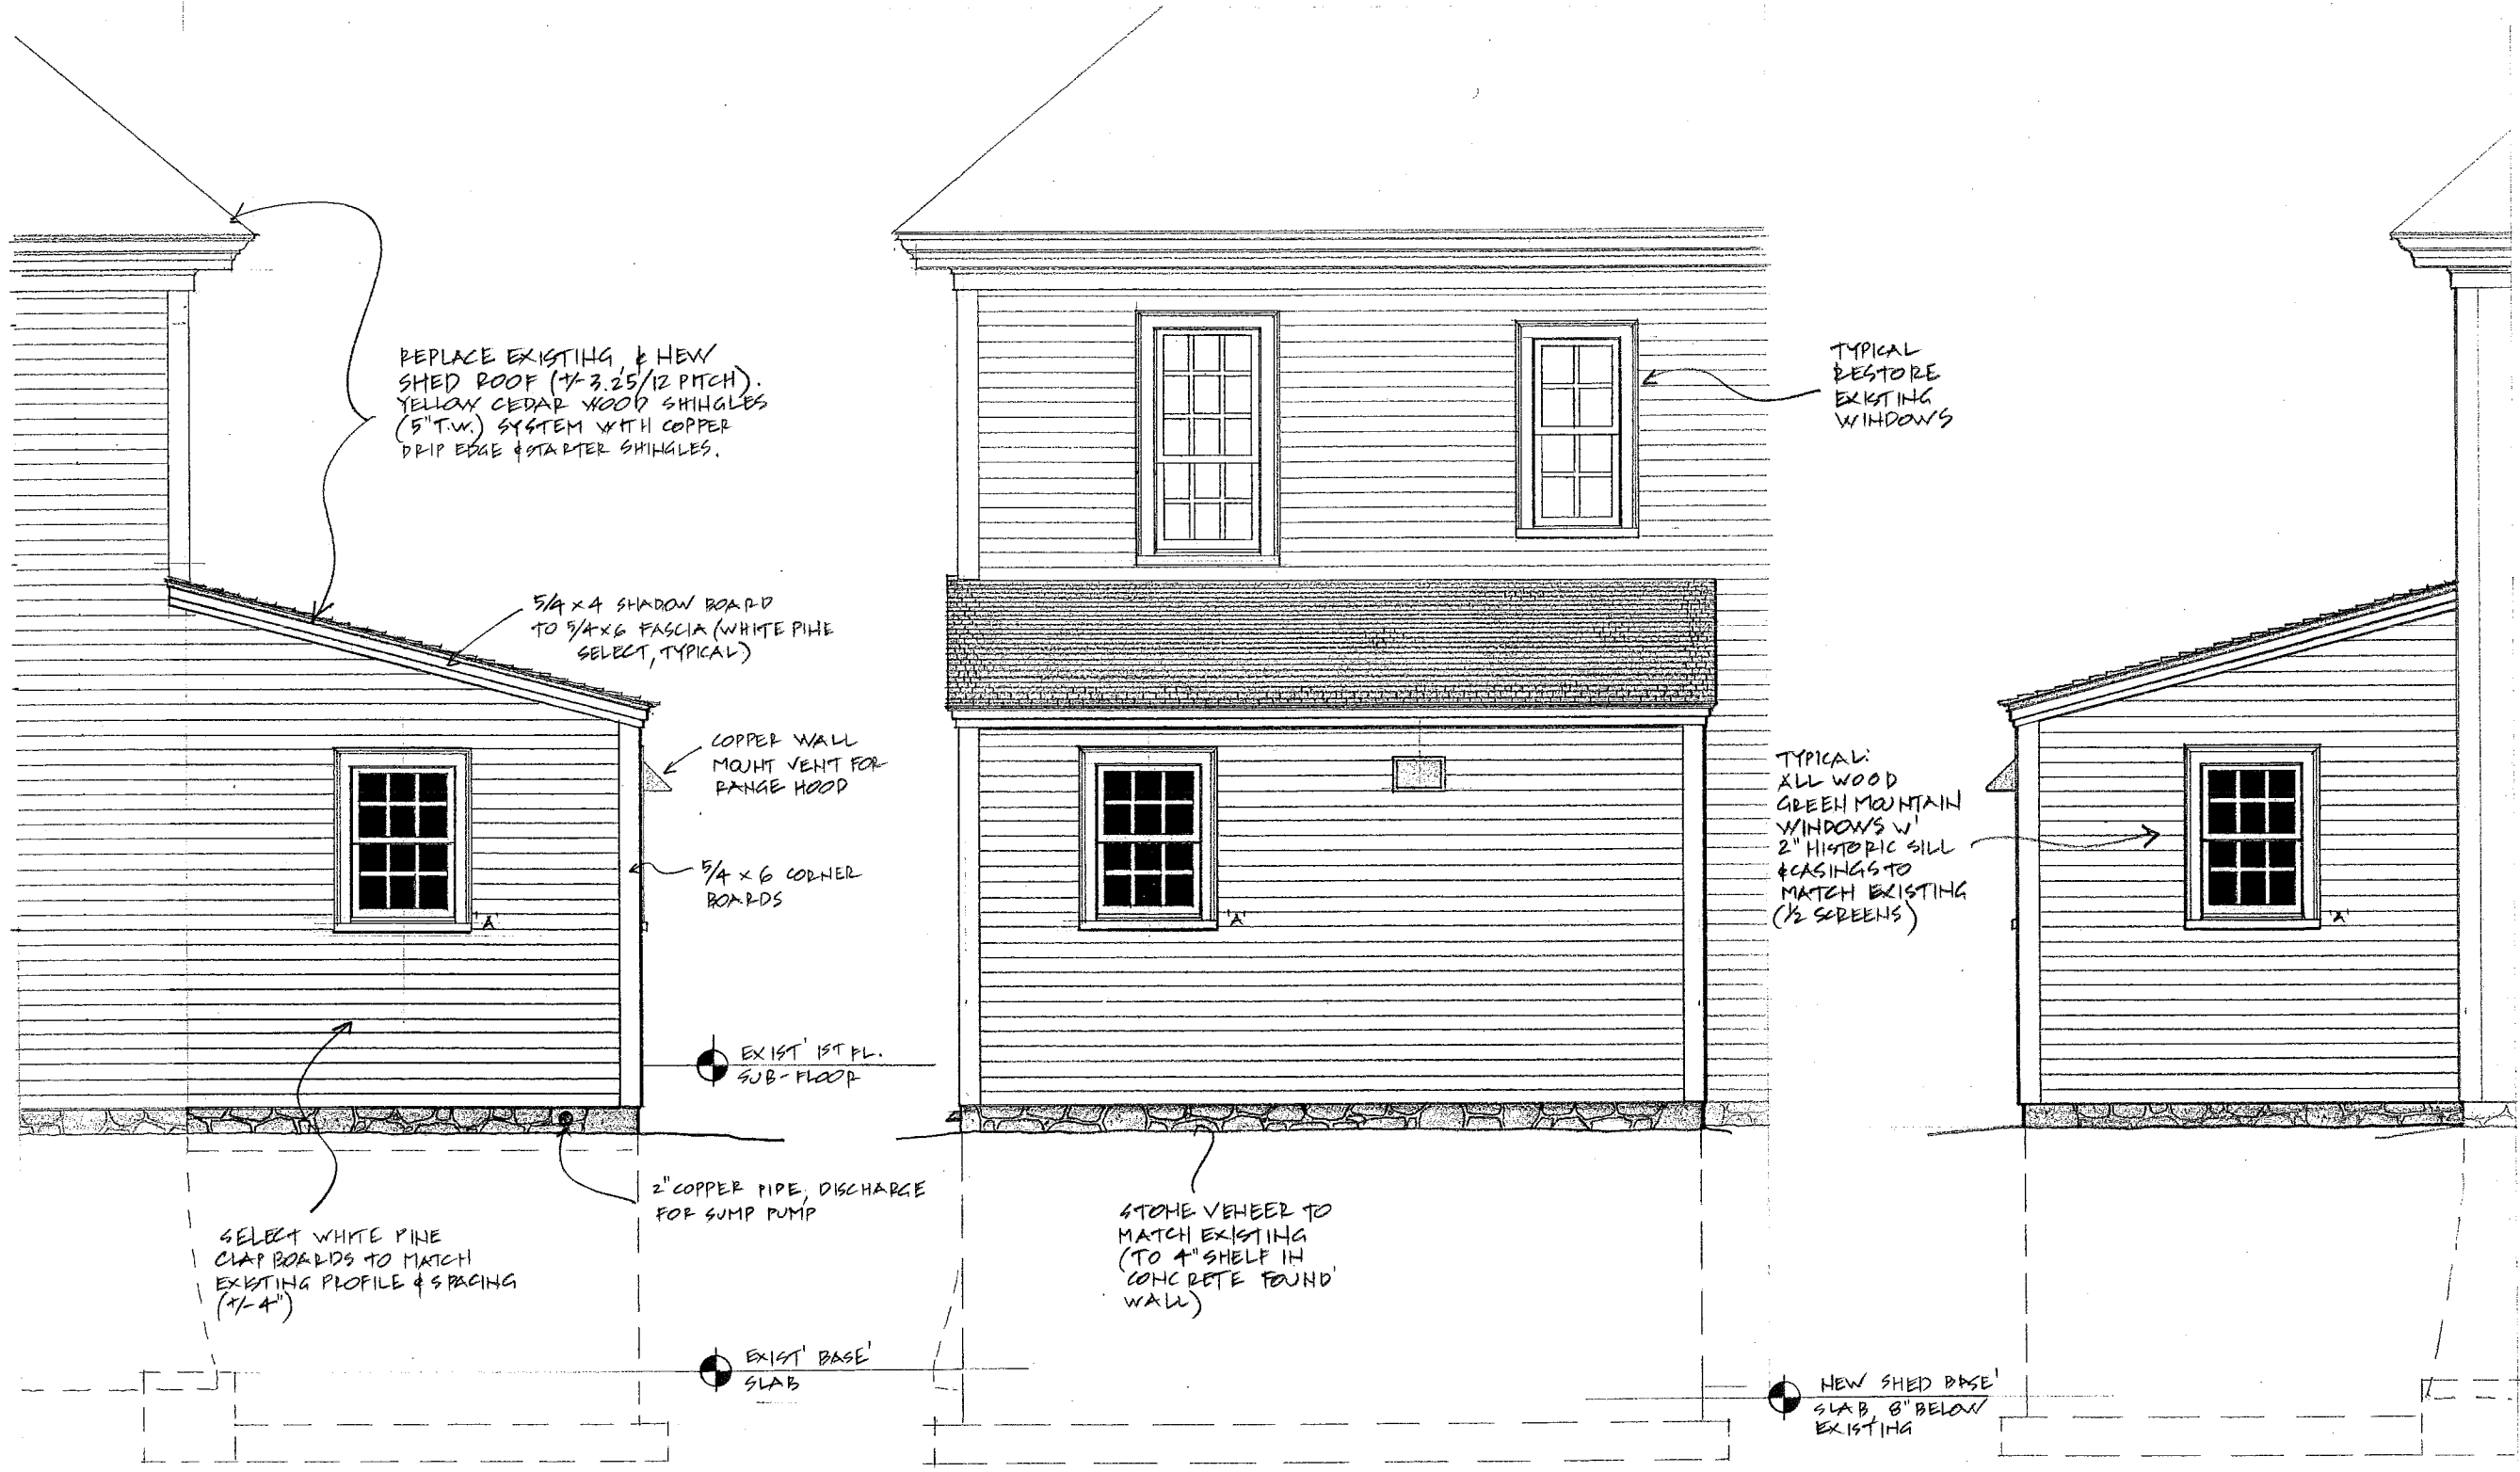 REPLACE EXISTING, & NEW
SHED ROOF (+/- 3.25/12 PITCH).
YELLOW CEDAR WOOD SHINGLES
(5" T.W.) SYSTEM WITH COPPER
DRIP EDGE & STARTER SHINGLES.
TYPICAL
RESTORE
EXISTING
WINDOWS
5/4 x 4 SHADOW BOARD
TO 5/4x6 FASCIA (WHITE PINE
SELECT, TYPICAL)
COPPER WALL
MOUNT VENT FOR
RANGE HOOD
5/4 x 6 CORNER
BOARDS
'A'
'A'
TYPICAL:
ALL WOOD
GREEN MOUNTAIN
WINDOWS W'
2" HISTORIC SILL
& CASINGS TO
MATCH EXISTING
(1/2 SCREENS)
'A'
EXIST' 1ST FL.
SUB-FLOOR
2" COPPER PIPE, DISCHARGE
FOR SUMP PUMP
SELECT WHITE PINE
CLAPBOARDS TO MATCH
EXISTING PROFILE & SPACING
(+/- 4")
STONE VENEER TO
MATCH EXISTING
(TO 4" SHELF IN
CONCRETE FOUND'
WALL)
EXIST' BASE'
SLAB
NEW SHED BASE'
SLAB, 8" BELOW
EXISTING